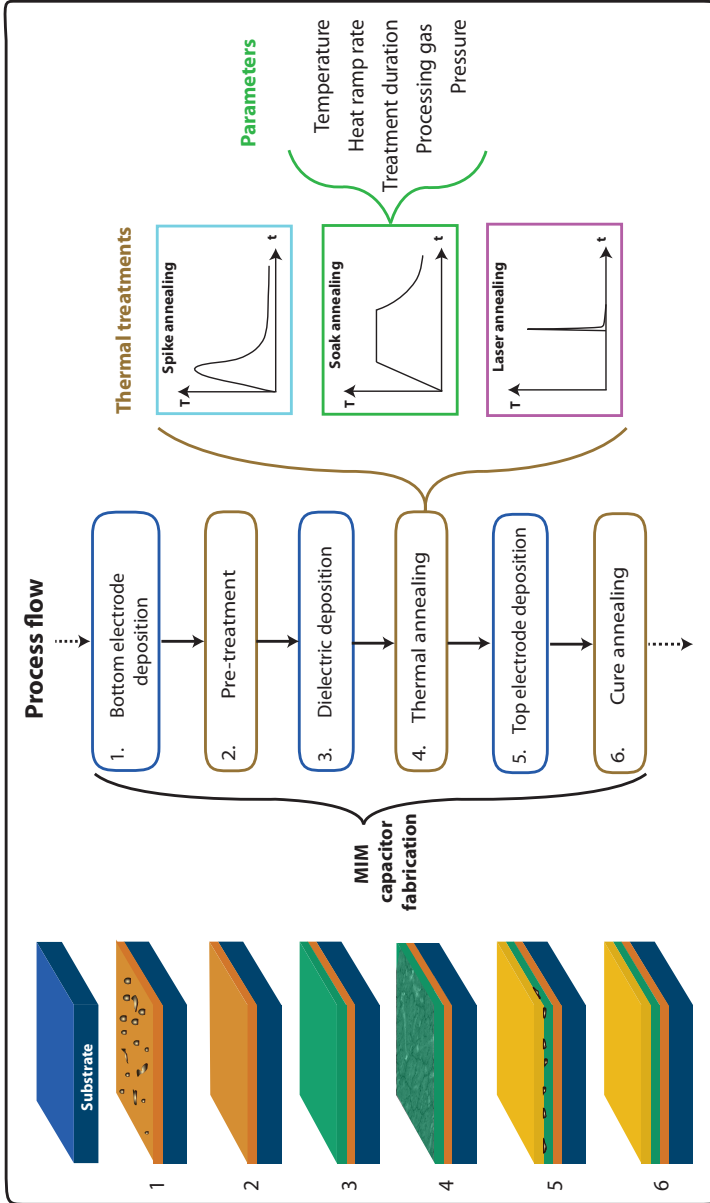 Substrate
1
2
3
4
5
6
MIM
capacitor
fabrication
Process flow
1. Bottom electrode
deposition
2. Pre-treatment
3. Dielectric deposition
4. Thermal annealing
5. Top electrode deposition
6. Cure annealing
Thermal treatments
Spike annealing
T
t
Soak annealing
T
t
Laser annealing
T
t
Parameters
Temperature
Heat ramp rate
Treatment duration
Processing gas
Pressure